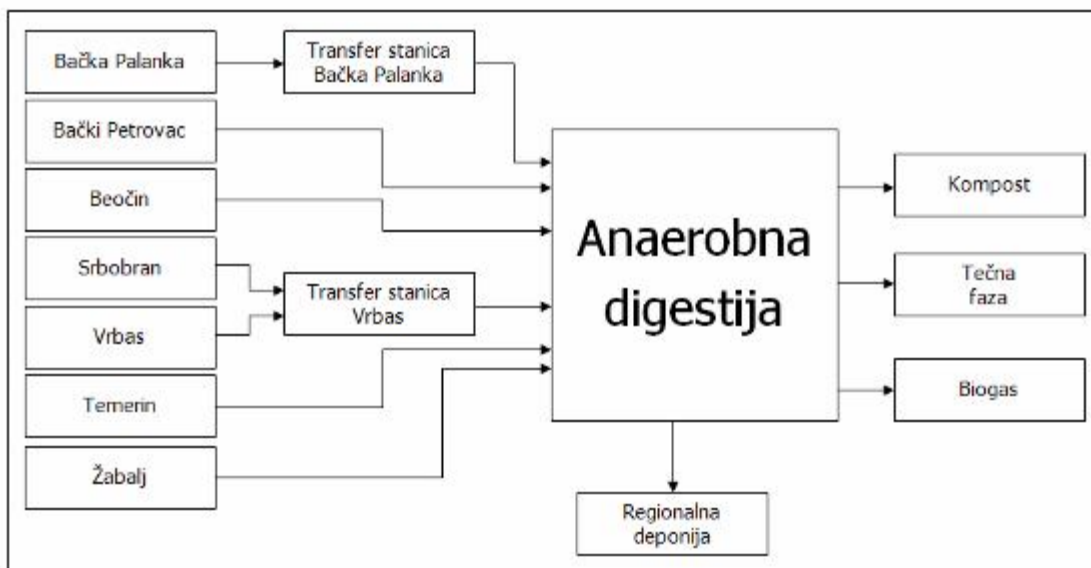 Bačka Palanka
Bački Petrovac
Beočin
Srbobran
Vrbas
Temerin
Žabalj
Transfer stanica
Bačka Palanka
Transfer stanica
Vrbas
Anaerobna
digestija
Kompost
Tečna
faza
Biogas
Regionalna
deponija